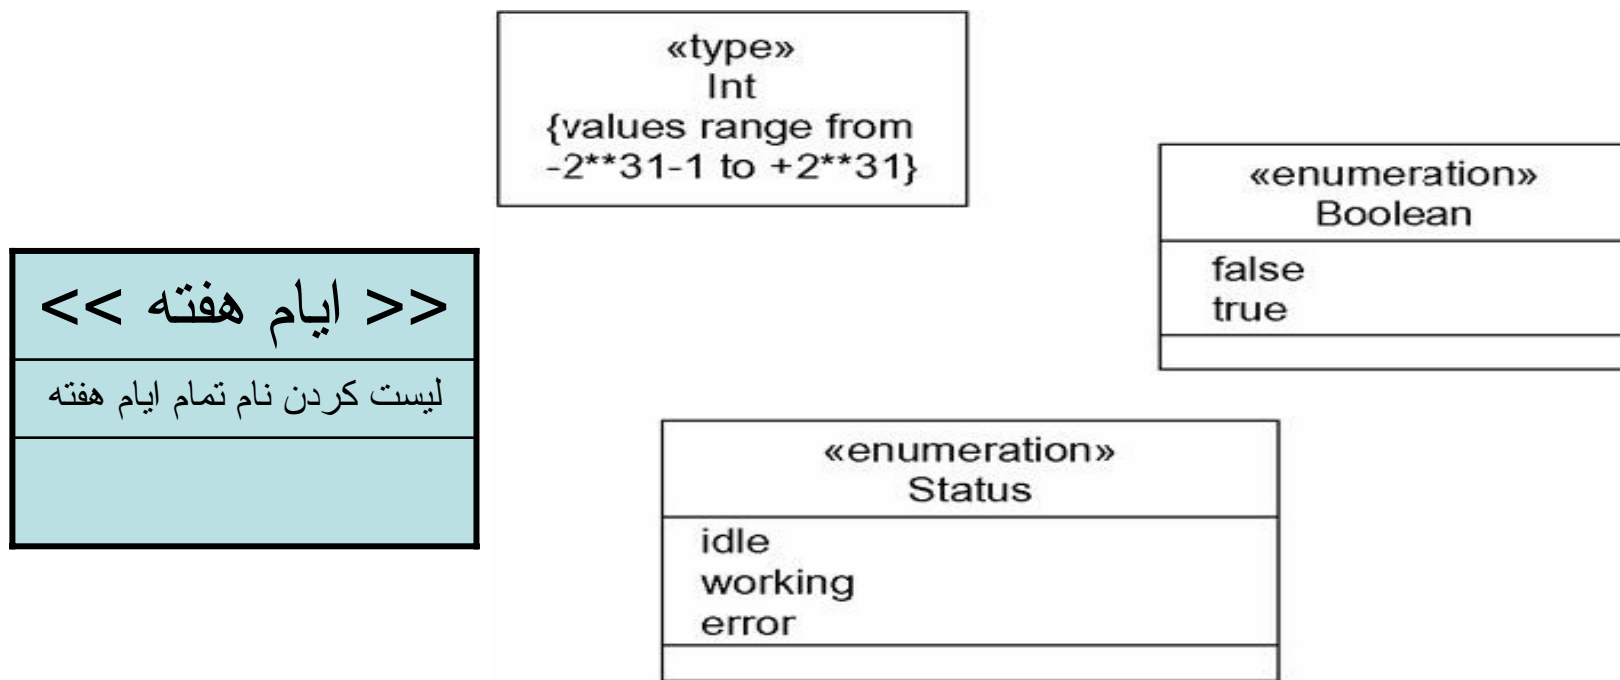 «type»
Int
{values range from
-2**31-1 to +2**31}
«enumeration»
Boolean
false
true
<< ایام هفته >>
لیست کردن نام تمام ایام هفته
«enumeration»
Status
idle
working
error